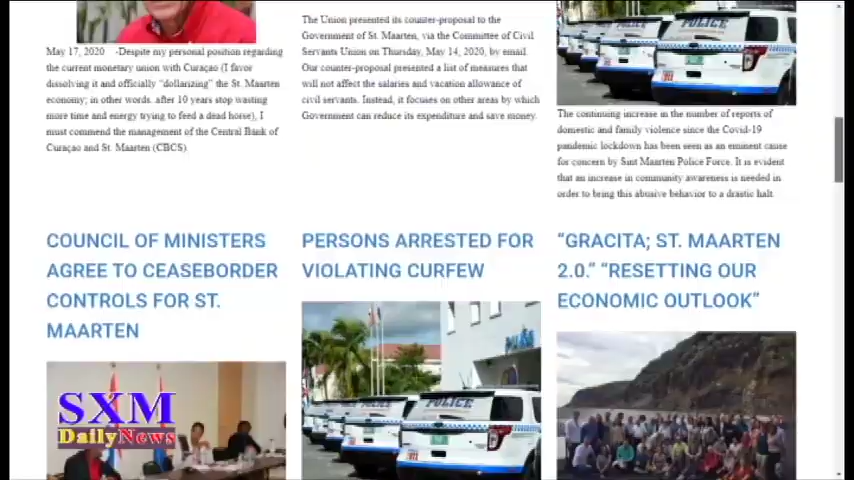 May 17, 2020 -Despite my personal position regarding
the current monetary union with Curaçao (I favor
dissolving it and officially “dollarizing” the St. Maarten
economy; in other words. after 10 years stop wasting
more time and energy trying to feed a dead horse), I
must commend the management of the Central Bank of
Curaçao and St. Maarten (CBCS).
The Union presented its counter-proposal to the
Government of St. Maarten, via the Committee of Civil
Servants Union on Thursday, May 14, 2020, by email.
Our counter-proposal presented a list of measures that
will not affect the salaries and vacation allowance of
civil servants. Instead, it focuses on other areas by which
Government can reduce its expenditure and save money.
POLICE
The continuing increase in the number of reports of
domestic and family violence since the Covid-19
pandemic lockdown has been seen as an eminent cause
for concern by Sint Maarten Police Force. It is evident
that an increase in community awareness is needed in
order to bring this abusive behavior to a drastic halt.
COUNCIL OF MINISTERS
AGREE TO CEASEBORDER
CONTROLS FOR ST.
MAARTEN
PERSONS ARRESTED FOR
VIOLATING CURFEW
POLICE
“GRACITA; ST. MAARTEN
2.0.” “RESETTING OUR
ECONOMIC OUTLOOK”
SXM
DailyNews